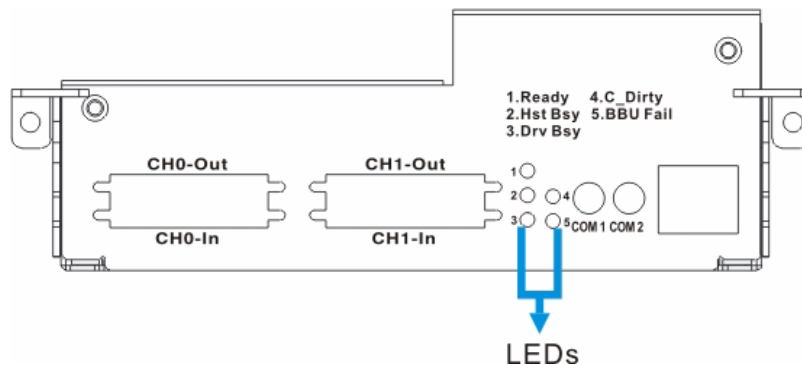 1.Ready 4.C_Dirty
2.Hst Bsy 5.BBU Fail
3.Drv Bsy
CH0-Out CH1-Out
1
2 4
3 5 COM 1 COM 2
CH0-In CH1-In
LEDs